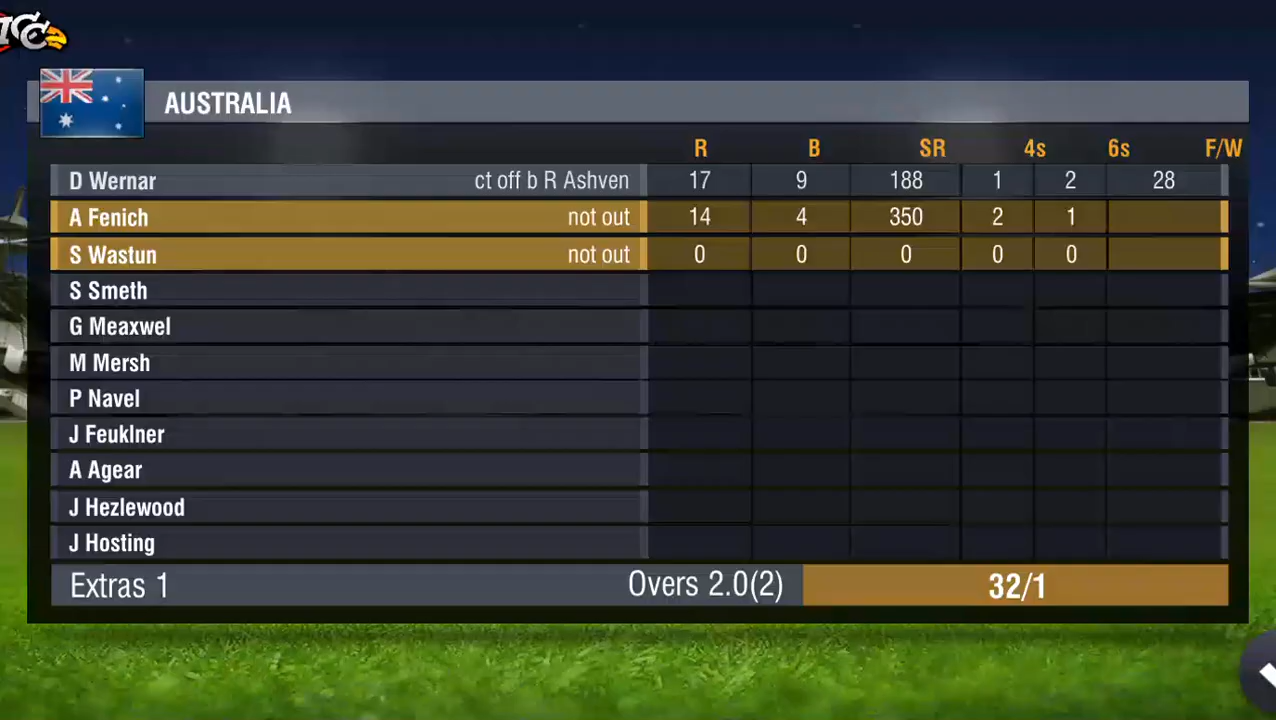 ICC
AUSTRALIA
R B SR 4s 6s F/W
D Wernar ct off b R Ashven 17 9 188 1 2 28
A Fenich not out 14 4 350 2 1
S Wastun not out 0 0 0 0 0
S Smeth
G Meaxwel
M Mersh
P Navel
J Feuklner
A Agear
J Hezlewood
J Hosting
Extras 1 Overs 2.0(2) 32/1